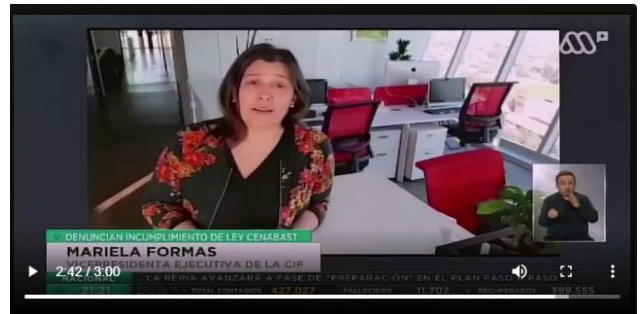 DENUNCIAN INCUMPLIMIENTO DE LEY CENABAST
MARIELA FORMAS
VICEPRESIDENTA EJECUTIVA DE LA CIF
2:42 / 3:00
NACIONAL LA REINA AVANZARÁ A FASE DE "PREPARACIÓN" EN EL PLAN PASO A PASO
21:21 TOTAL CONTAGIOS 427.027 FALLECIDOS 11.702 RECUPERADOS 399.555